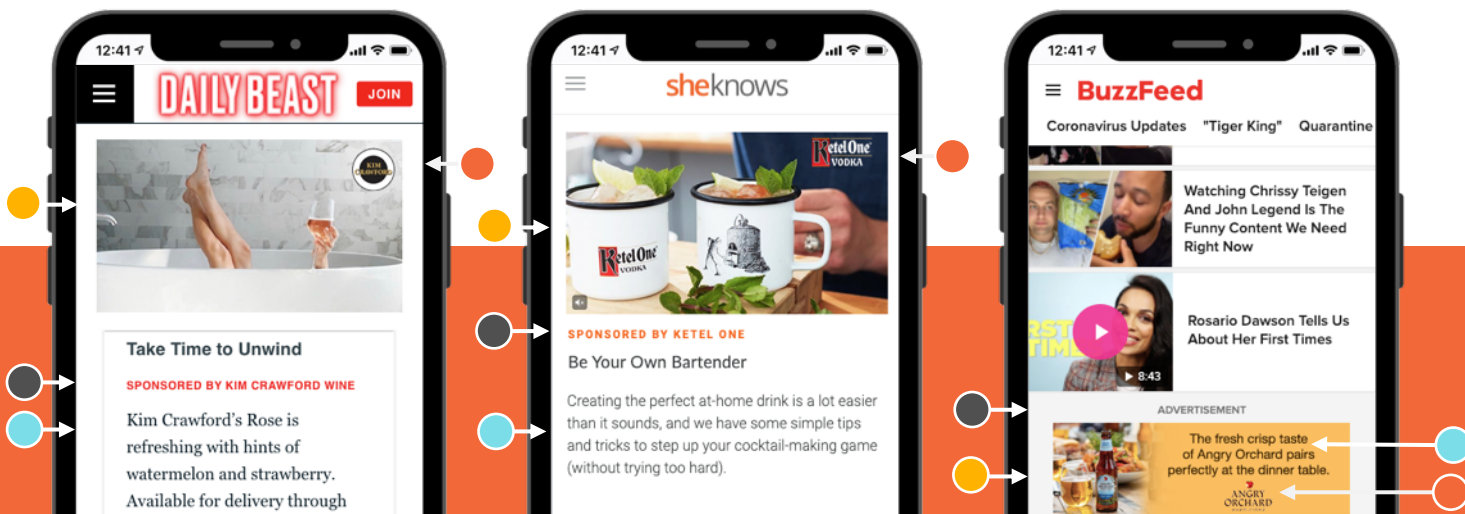 12:41
DAILY BEAST
JOIN
KIM
CRAWFORD
Take Time to Unwind
SPONSORED BY KIM CRAWFORD WINE
Kim Crawford's Rose is
refreshing with hints of
watermelon and strawberry.
Available for delivery through
12:41
sheknows
Ketel One
VODKA
Ketel One
VODKA
SPONSORED BY KETEL ONE
Be Your Own Bartender
Creating the perfect at-home drink is a lot easier
than it sounds, and we have some simple tips
and tricks to step up your cocktail-making game
(without trying too hard).
12:41
BuzzFeed
Coronavirus Updates "Tiger King" Quarantine
Watching Chrissy Teigen
And John Legend Is The
Funny Content We Need
Right Now
RST
TIME
8:43
Rosario Dawson Tells Us
About Her First Times
ADVERTISEMENT
The fresh crisp taste
of Angry Orchard pairs
perfectly at the dinner table.
ANGRY
ORCHARD